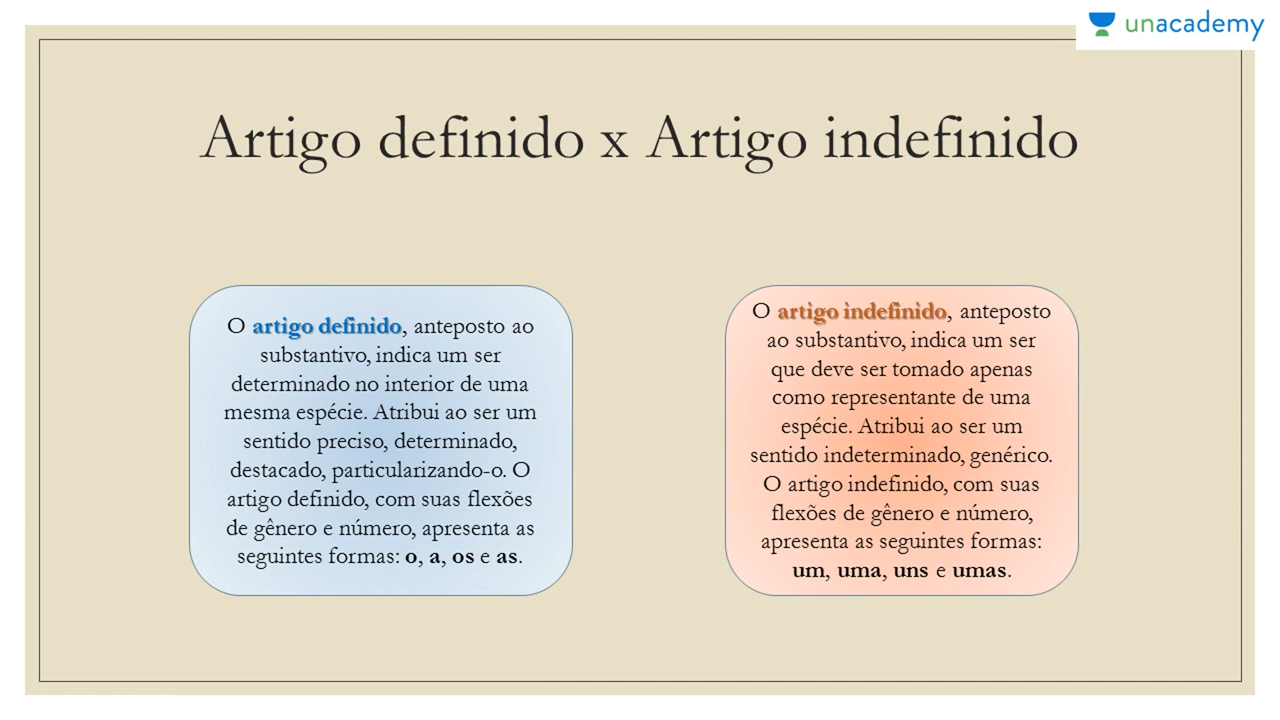 unacademy
Artigo definido x Artigo indefinido
O artigo definido, anteposto ao
substantivo, indica um ser
determinado no interior de uma
mesma espécie. Atribui ao ser um
sentido preciso, determinado,
destacado, particularizando-o. O
artigo definido, com suas flexões
de gênero e número, apresenta as
seguintes formas: o, a, os e as.
O artigo indefinido, anteposto
ao substantivo, indica um ser
que deve ser tomado apenas
como representante de uma
espécie. Atribui ao ser um
sentido indeterminado, genérico.
O artigo indefinido, com suas
flexões de gênero e número,
apresenta as seguintes formas:
um, uma, uns e umas.